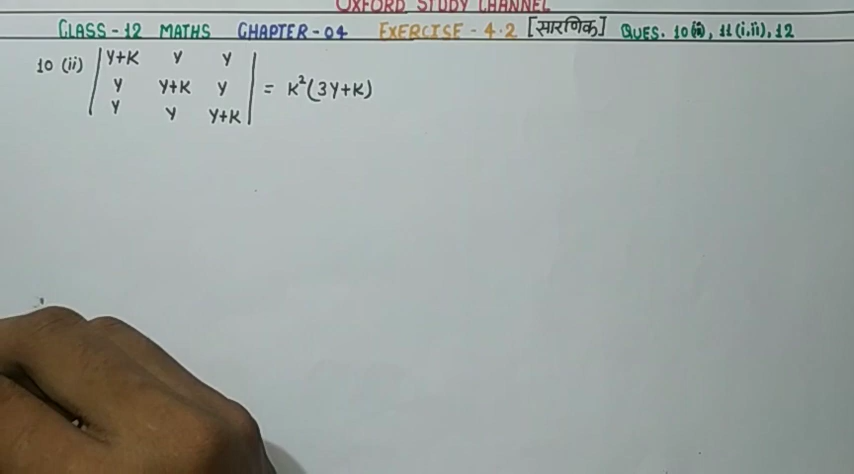 OXFORD STUDY CHANNEL
CLASS-12 MATHS CHAPTER-04 EXERCISE-4.2 [सारणिक] QUES. 10(ii), 11(i,ii), 12
10 (ii) | Y+K Y Y |
| Y Y+K Y | = K²(3Y+K)
| Y Y Y+K |